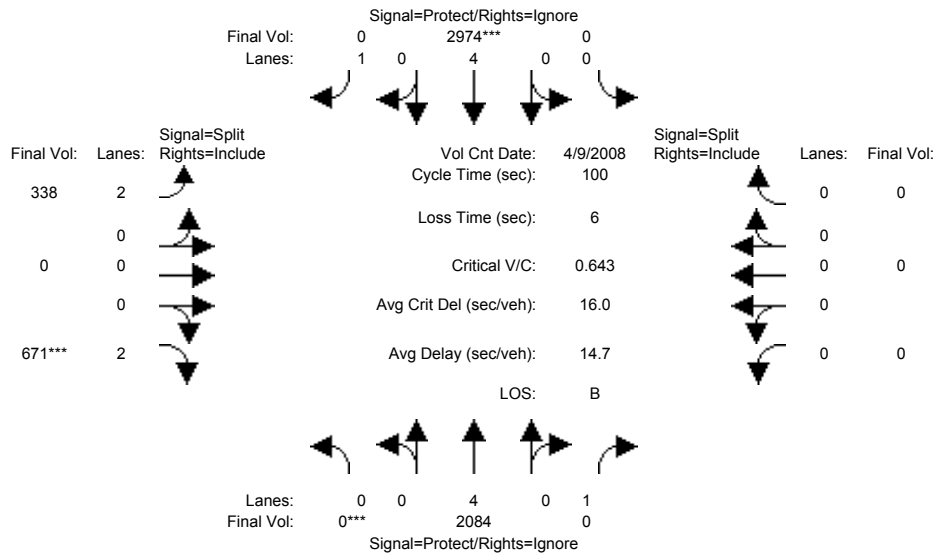 Signal=Protect/Rights=Ignore
Final Vol: 0 2974*** 0
Lanes: 1 0 4 0 0
Signal=Split
Final Vol: Lanes: Rights=Include
Vol Cnt Date: 4/9/2008
Signal=Split
Rights=Include Lanes: Final Vol:
Cycle Time (sec): 100
338 2 0 0
Loss Time (sec): 6
0 0
0 0 Critical V/C: 0.643 0 0
0 Avg Crit Del (sec/veh): 16.0 0
671*** 2 Avg Delay (sec/veh): 14.7 0 0
LOS: B
Lanes: 0 0 4 0 1
Final Vol: 0*** 2084 0
Signal=Protect/Rights=Ignore